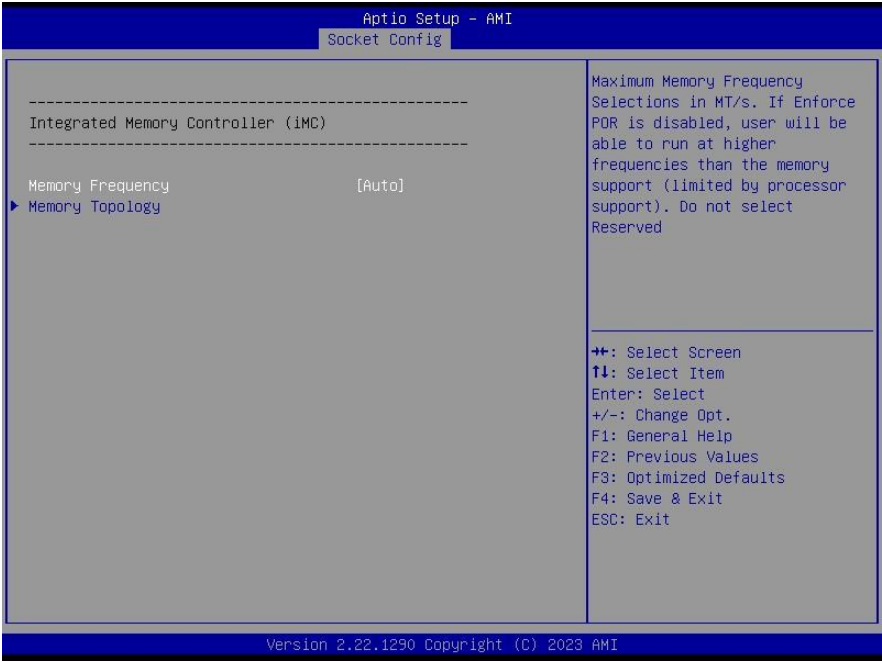 Aptio Setup – AMI
Socket Config
--------------------------------------------------
Integrated Memory Controller (iMC)
--------------------------------------------------
Memory Frequency [Auto]
Memory Topology
Maximum Memory Frequency
Selections in MT/s. If Enforce
POR is disabled, user will be
able to run at higher
frequencies than the memory
support (limited by processor
support). Do not select
Reserved
→←: Select Screen
↑↓: Select Item
Enter: Select
+/-: Change Opt.
F1: General Help
F2: Previous Values
F3: Optimized Defaults
F4: Save & Exit
ESC: Exit
Version 2.22.1290 Copyright (C) 2023 AMI